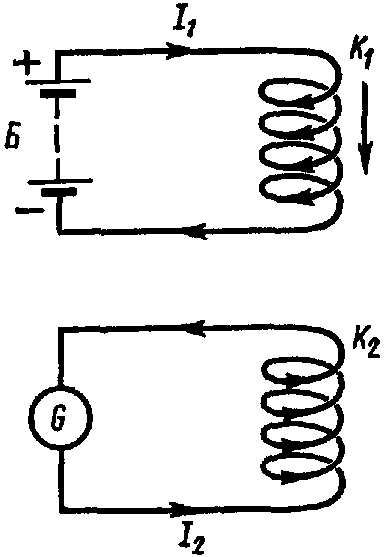 I₁
K₁
+
Б
−
K₂
G
I₂